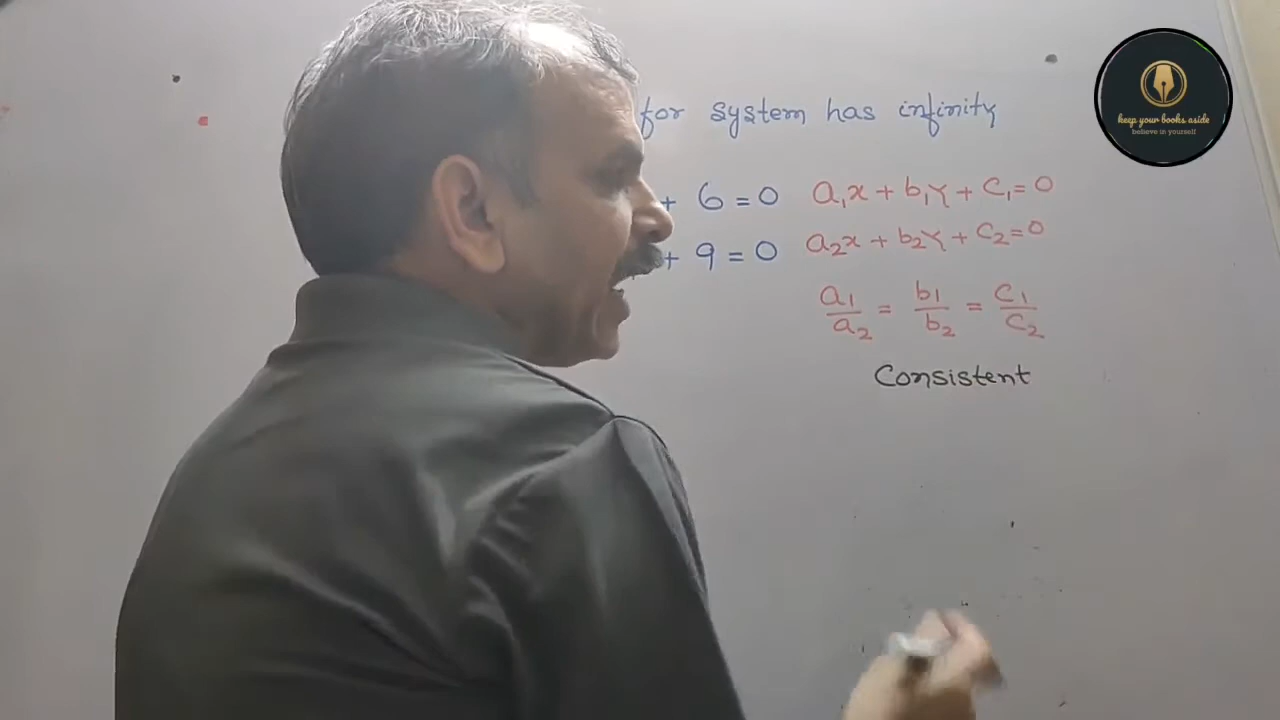 for system has infinity
+ 6 = 0
a₁x + b₁y + c₁ = 0
+ 9 = 0
a₂x + b₂y + c₂ = 0
a₁/a₂ = b₁/b₂ = c₁/c₂
Consistent
keep your books aside
believe in yourself